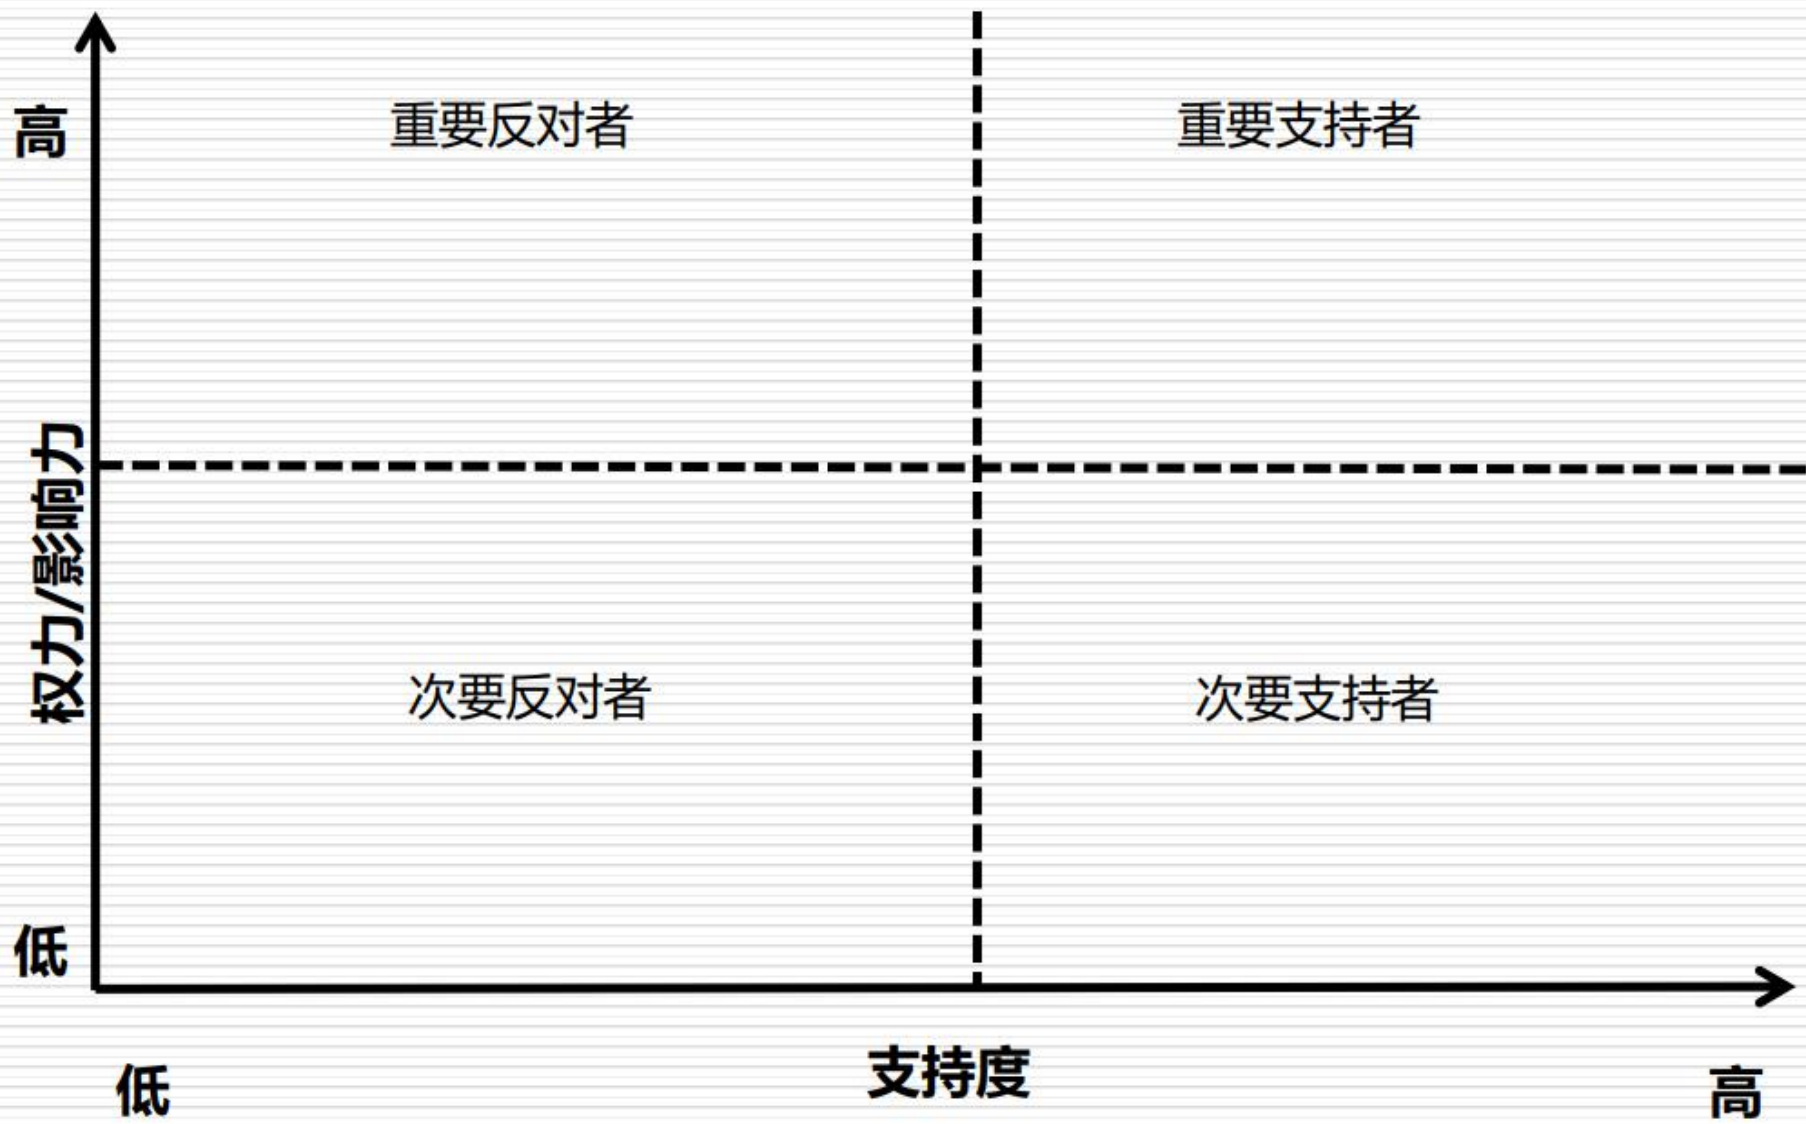 高
重要反对者
重要支持者
权力/影响力
次要反对者
次要支持者
低
低
支持度
高